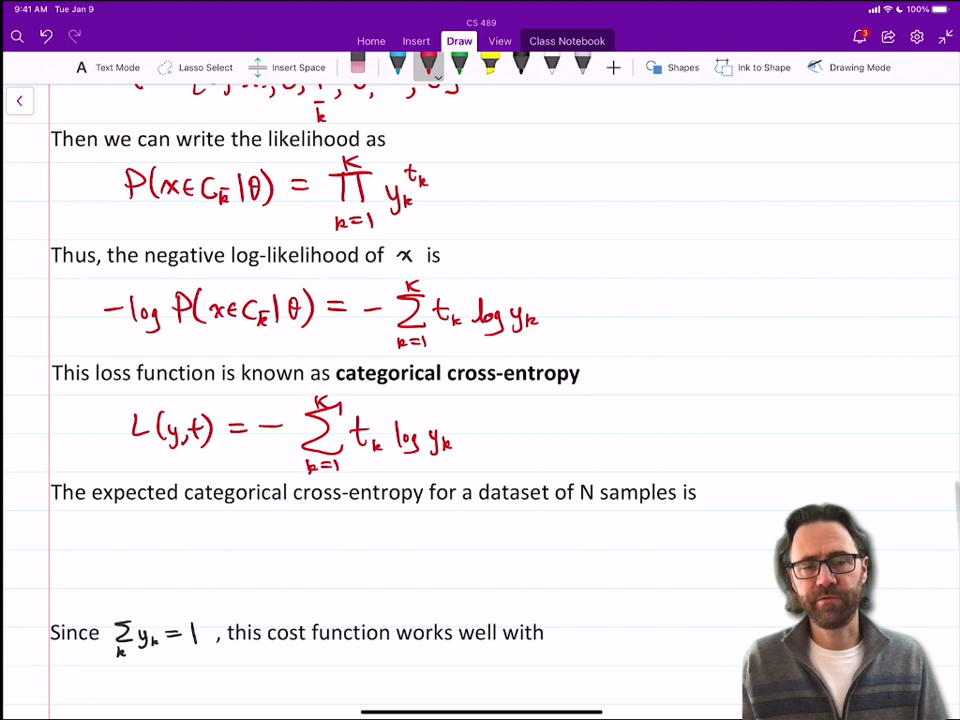 9:41 AM Tue Jan 9
100%
CS 489
Home Insert Draw View Class Notebook
3
A Text Mode Lasso Select Insert Space Shapes Ink to Shape Drawing Mode
k̄
Then we can write the likelihood as
P(x∈C_k̄ | θ) = ∏_{k=1}^{K} y_k^{t_k}
Thus, the negative log-likelihood of x is
−log P(x∈C_k̄ | θ) = − ∑_{k=1}^{K} t_k log y_k
This loss function is known as categorical cross-entropy
L(y,t) = − ∑_{k=1}^{K} t_k log y_k
The expected categorical cross-entropy for a dataset of N samples is
Since ∑_k y_k = 1 , this cost function works well with